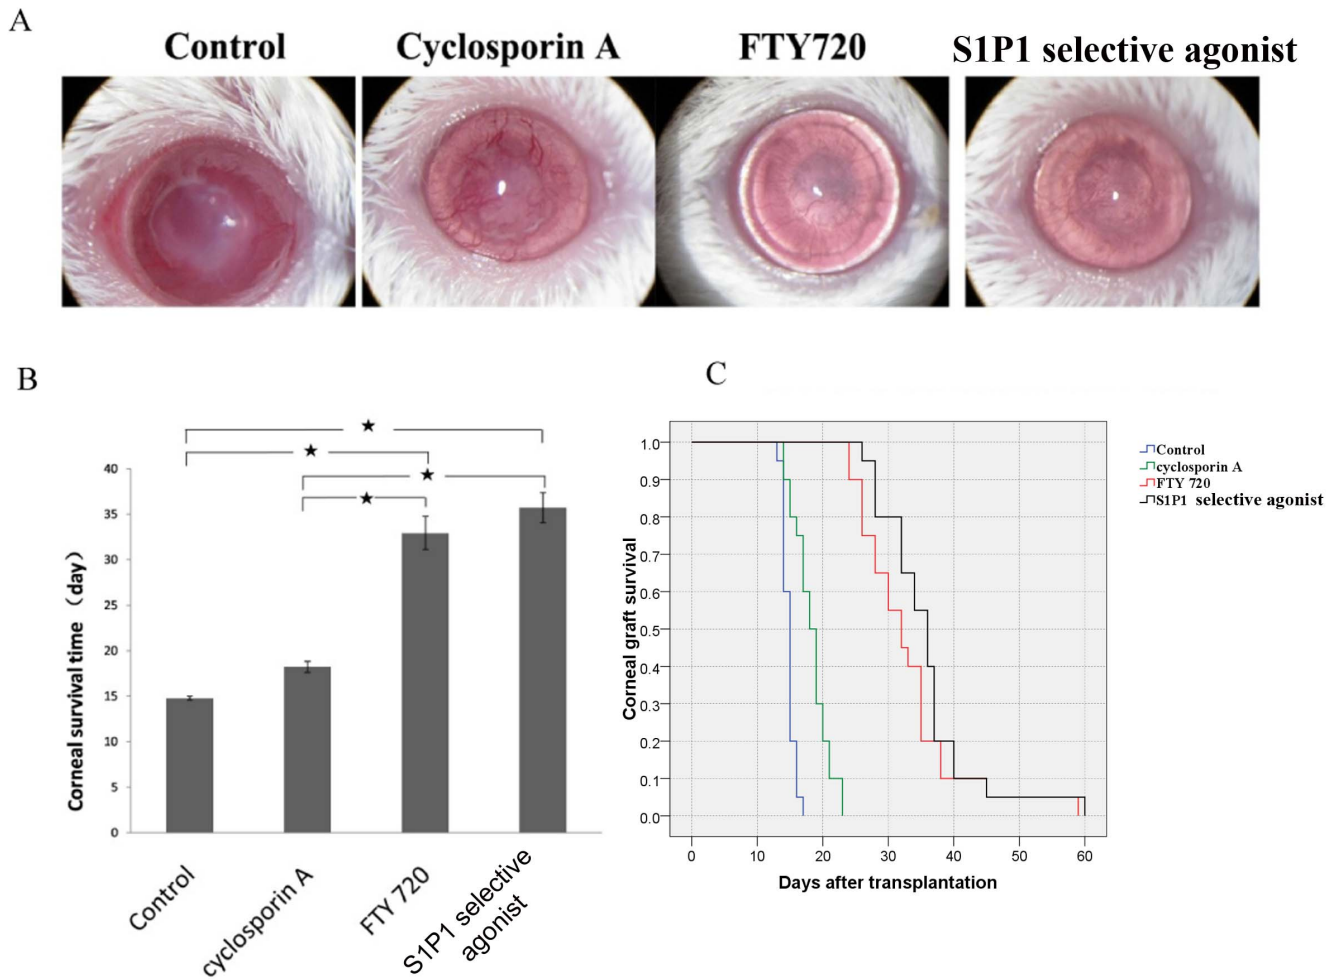 A
Control
Cyclosporin A
FTY720
S1P1 selective agonist
B
★
★
★
★
40
35
30
25
20
15
10
5
0
Corneal survival time（day）
Control
cyclosporin A
FTY 720
S1P1 selective
agonist
C
1.0
0.9
0.8
0.7
0.6
0.5
0.4
0.3
0.2
0.1
0.0
Corneal graft survival
0 10 20 30 40 50 60
Days after transplantation
Control
cyclosporin A
FTY 720
S1P1 selective agonist